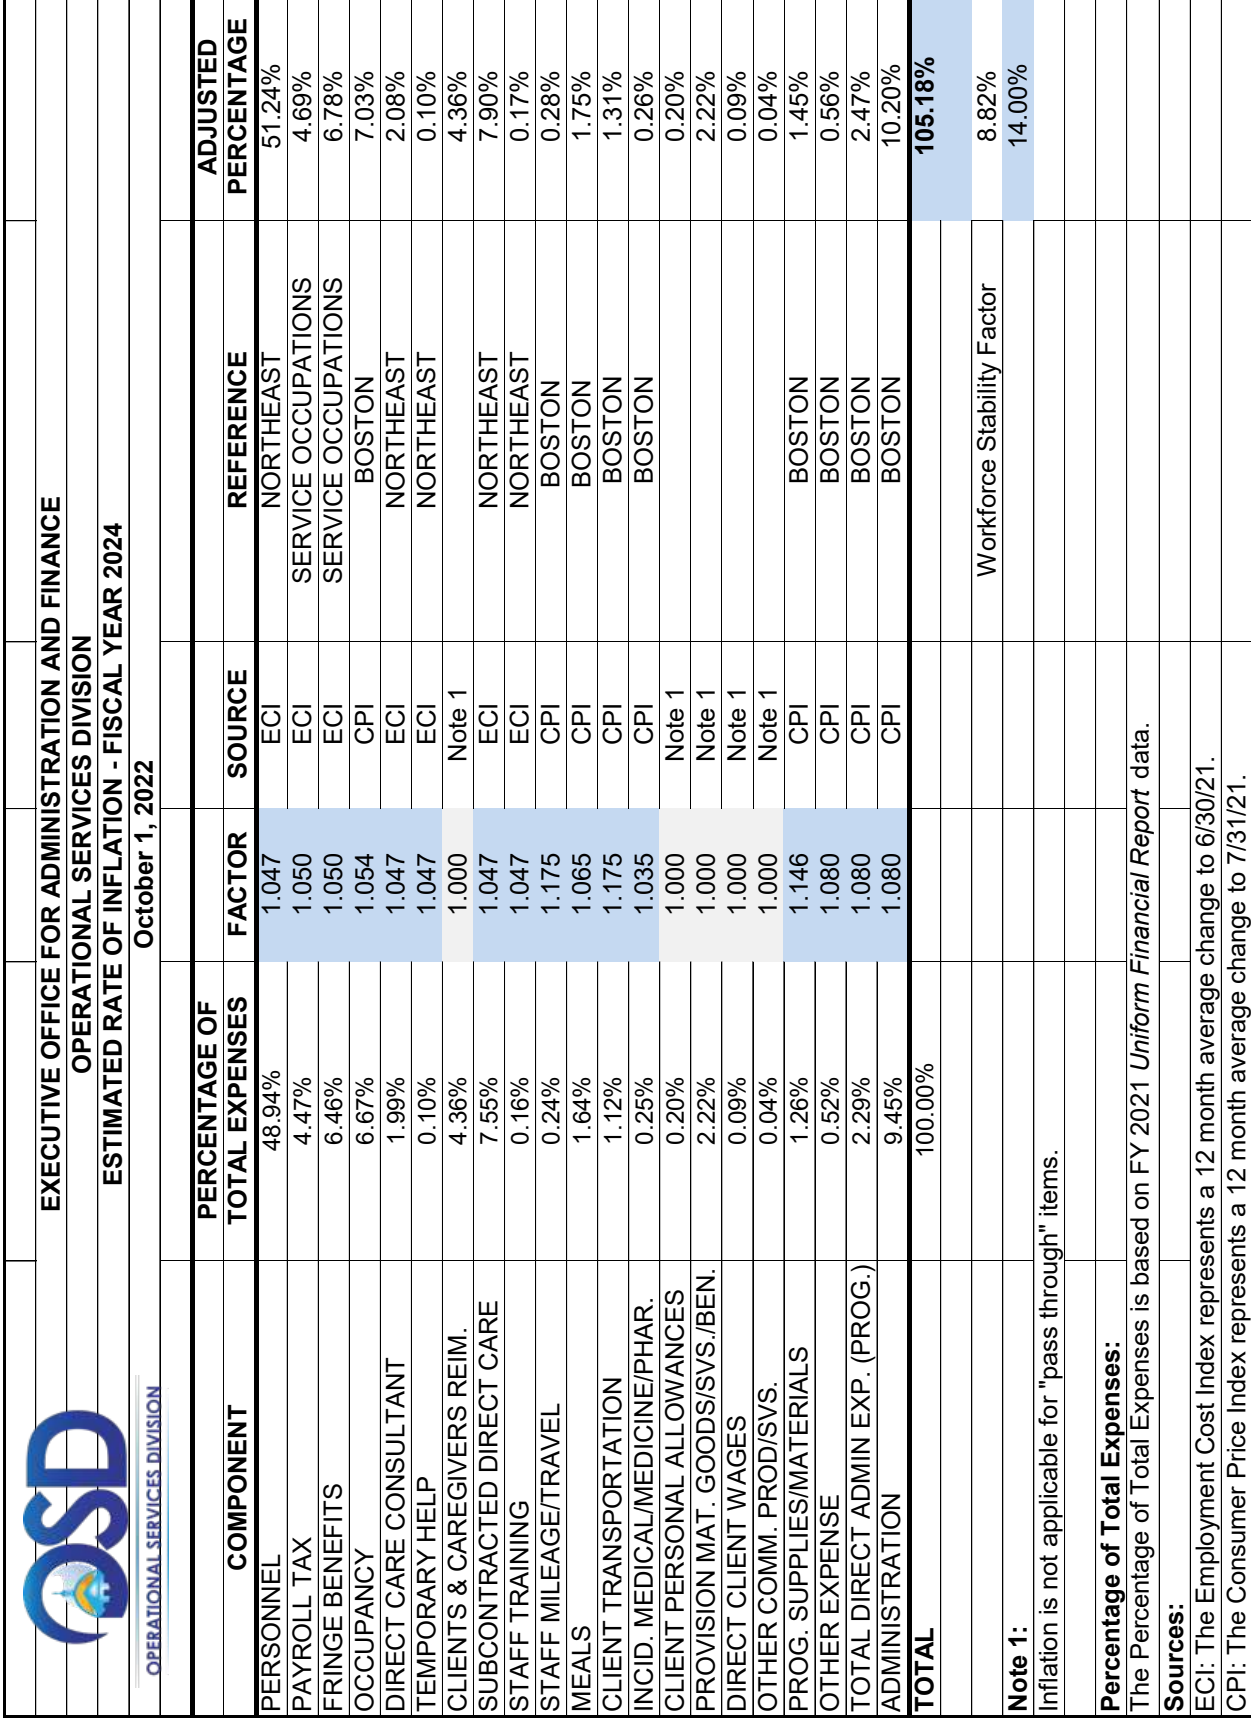 OSD
OPERATIONAL SERVICES DIVISION
EXECUTIVE OFFICE FOR ADMINISTRATION AND FINANCE
OPERATIONAL SERVICES DIVISION
ESTIMATED RATE OF INFLATION - FISCAL YEAR 2024
October 1, 2022
PERCENTAGE OF ADJUSTED
COMPONENT TOTAL EXPENSES FACTOR SOURCE REFERENCE PERCENTAGE
PERSONNEL 48.94% 1.047 ECI NORTHEAST 51.24%
PAYROLL TAX 4.47% 1.050 ECI SERVICE OCCUPATIONS 4.69%
FRINGE BENEFITS 6.46% 1.050 ECI SERVICE OCCUPATIONS 6.78%
OCCUPANCY 6.67% 1.054 CPI BOSTON 7.03%
DIRECT CARE CONSULTANT 1.99% 1.047 ECI NORTHEAST 2.08%
TEMPORARY HELP 0.10% 1.047 ECI NORTHEAST 0.10%
CLIENTS & CAREGIVERS REIM. 4.36% 1.000 Note 1 4.36%
SUBCONTRACTED DIRECT CARE 7.55% 1.047 ECI NORTHEAST 7.90%
STAFF TRAINING 0.16% 1.047 ECI NORTHEAST 0.17%
STAFF MILEAGE/TRAVEL 0.24% 1.175 CPI BOSTON 0.28%
MEALS 1.64% 1.065 CPI BOSTON 1.75%
CLIENT TRANSPORTATION 1.12% 1.175 CPI BOSTON 1.31%
INCID. MEDICAL/MEDICINE/PHAR. 0.25% 1.035 CPI BOSTON 0.26%
CLIENT PERSONAL ALLOWANCES 0.20% 1.000 Note 1 0.20%
PROVISION MAT. GOODS/SVS./BEN. 2.22% 1.000 Note 1 2.22%
DIRECT CLIENT WAGES 0.09% 1.000 Note 1 0.09%
OTHER COMM. PROD/SVS. 0.04% 1.000 Note 1 0.04%
PROG. SUPPLIES/MATERIALS 1.26% 1.146 CPI BOSTON 1.45%
OTHER EXPENSE 0.52% 1.080 CPI BOSTON 0.56%
TOTAL DIRECT ADMIN EXP. (PROG.) 2.29% 1.080 CPI BOSTON 2.47%
ADMINISTRATION 9.45% 1.080 CPI BOSTON 10.20%
TOTAL 100.00% 105.18%
Workforce Stability Factor 8.82%
Note 1: 14.00%
Inflation is not applicable for "pass through" items.
Percentage of Total Expenses:
The Percentage of Total Expenses is based on FY 2021 Uniform Financial Report data.
Sources:
ECI: The Employment Cost Index represents a 12 month average change to 6/30/21.
CPI: The Consumer Price Index represents a 12 month average change to 7/31/21.